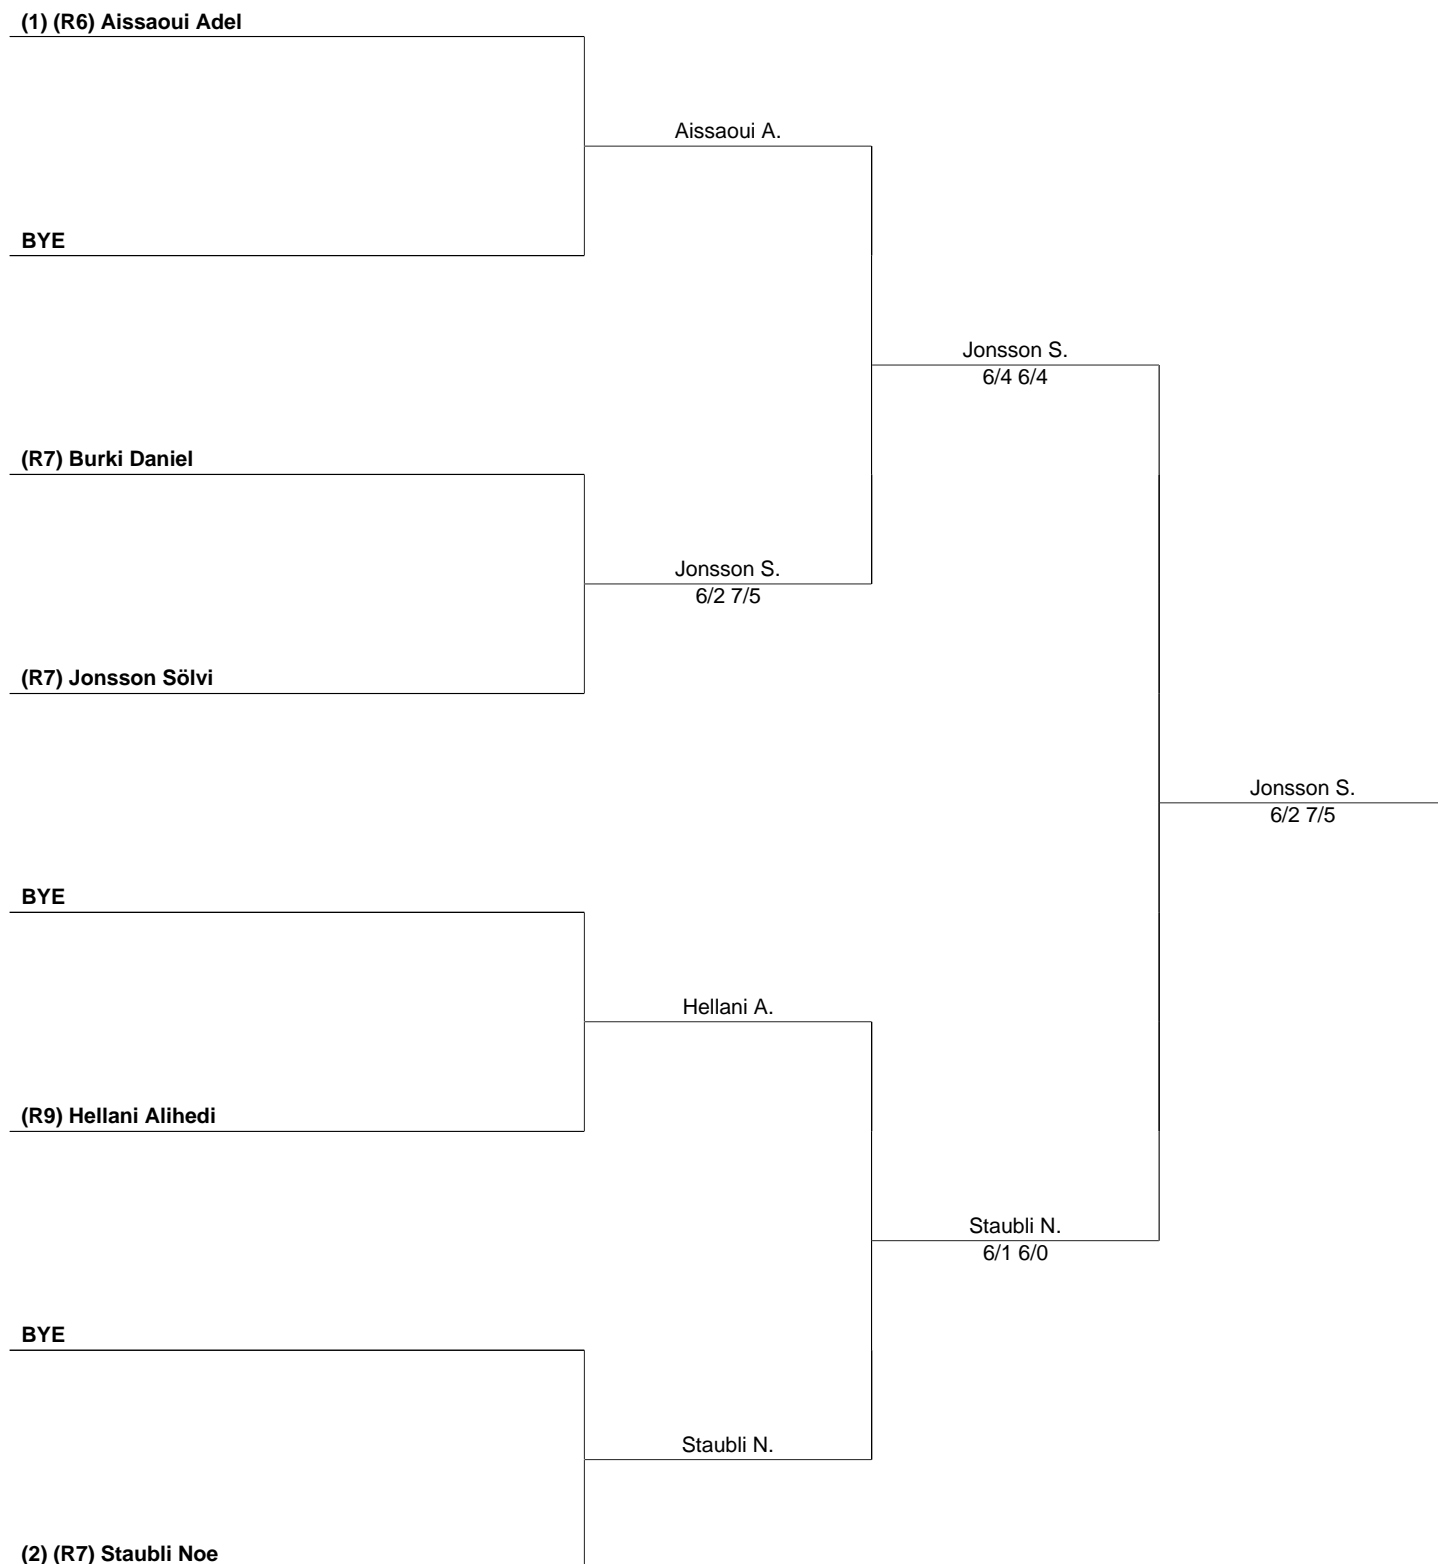 (1) (R6) Aissaoui Adel
Aissaoui A.
BYE
Jonsson S.
6/4 6/4
(R7) Burki Daniel
Jonsson S.
6/2 7/5
(R7) Jonsson Sölvi
Jonsson S.
6/2 7/5
BYE
Hellani A.
(R9) Hellani Alihedi
Staubli N.
6/1 6/0
BYE
Staubli N.
(2) (R7) Staubli Noe